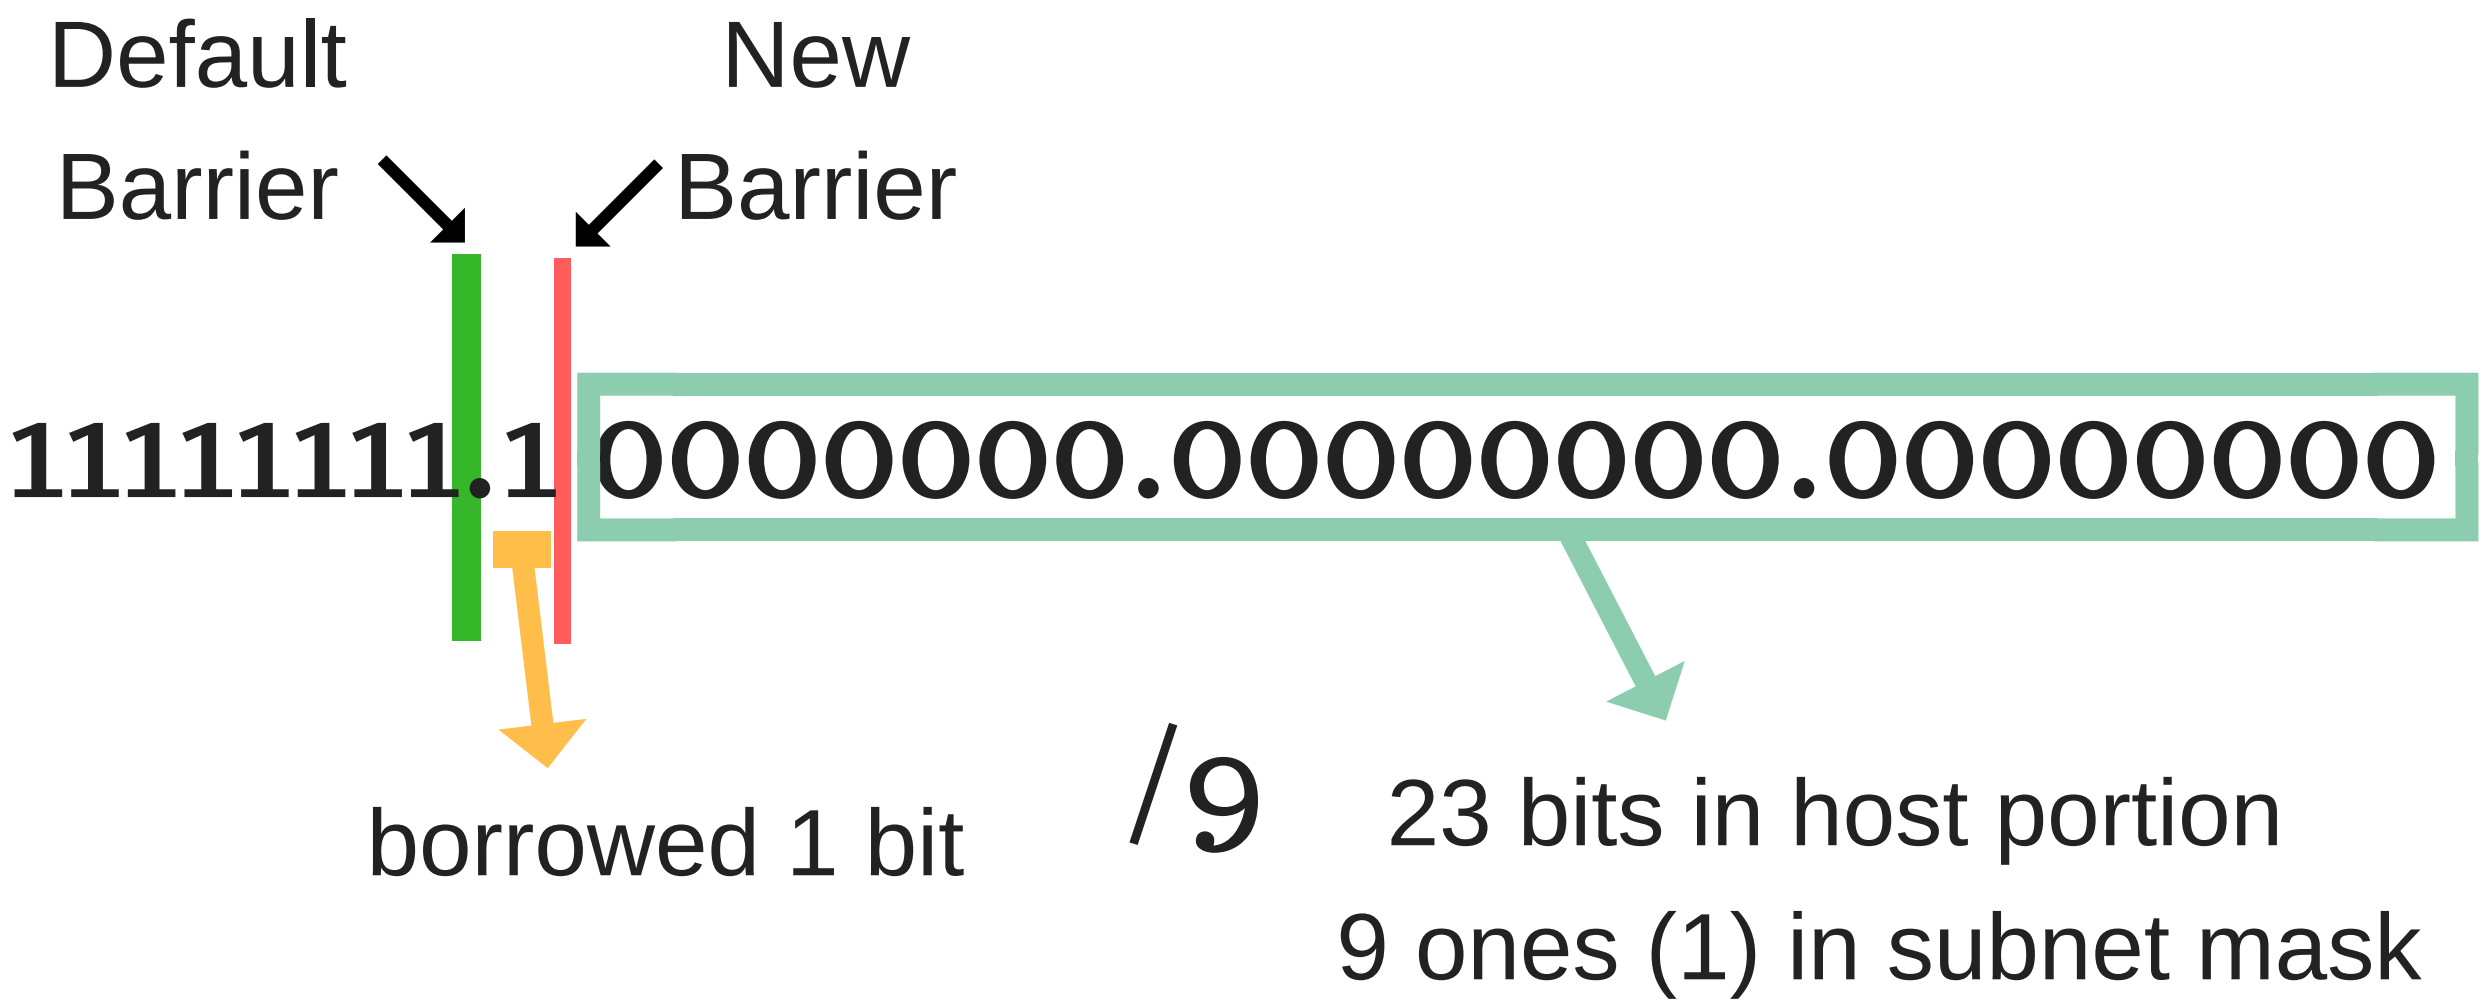 Default
Barrier
New
Barrier
11111111.10000000.00000000.00000000
borrowed 1 bit
/9
23 bits in host portion
9 ones (1) in subnet mask